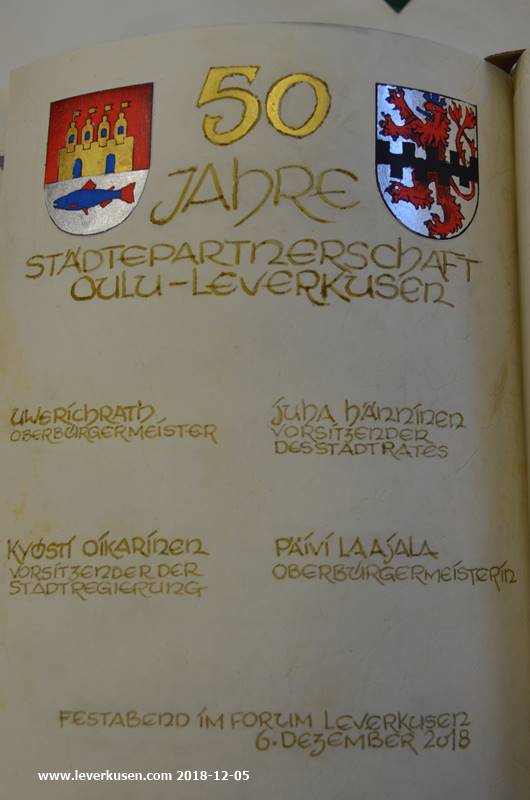 50
JAHRE
STÄDTEPARTNERSCHAFT
OULU-LEVERKUSEN
UWE RICHRATH
OBERBÜRGERMEISTER
JUHA HÄNNINEN
VORSITZENDER
DES STADTRATES
KYÖSTI OIKARINEN
VORSITZENDER DER
STADTREGIERUNG
PÄIVI LAAJALA
OBERBÜRGERMEISTERIN
FESTABEND IM FORUM LEVERKUSEN
6. DEZEMBER 2018
www.leverkusen.com 2018-12-05